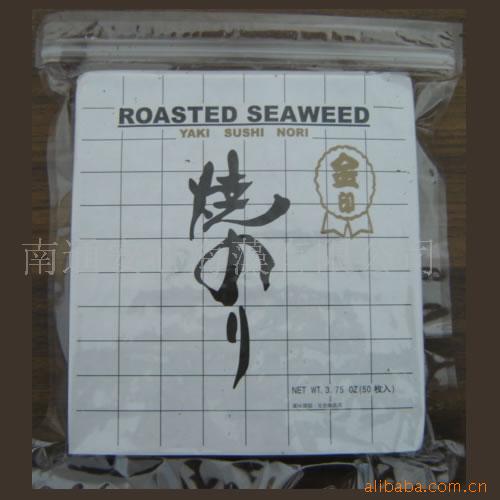 ROASTED SEAWEED
YAKI SUSHI NORI
金
印
焼のり
NET WT. 3.75 OZ(50枚入)
alibaba.com.cn